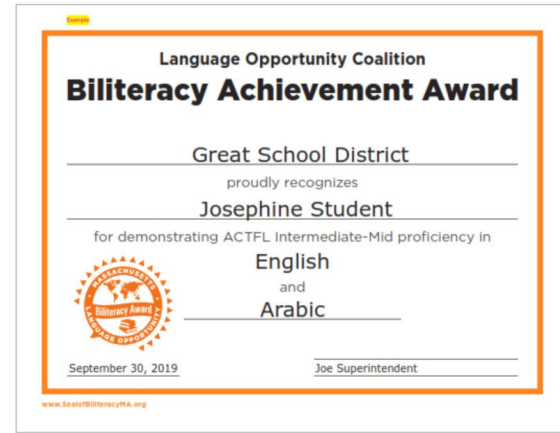 Example
Language Opportunity Coalition
Biliteracy Achievement Award
Great School District
proudly recognizes
Josephine Student
for demonstrating ACTFL Intermediate-Mid proficiency in
English
and
Arabic
MASSACHUSETTS
Biliteracy Award
LANGUAGE OPPORTUNITY
September 30, 2019
Joe Superintendent
www.SealofBiliteracyMA.org